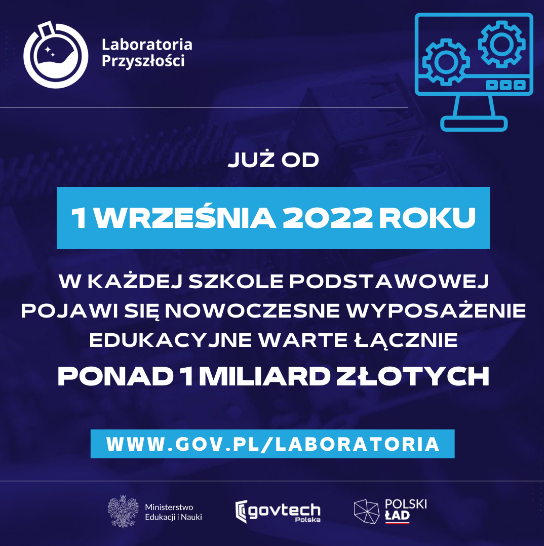 Laboratoria
Przyszłości
JUŻ OD
1 WRZEŚNIA 2022 ROKU
W KAŻDEJ SZKOLE PODSTAWOWEJ
POJAWI SIĘ NOWOCZESNE WYPOSAŻENIE
EDUKACYJNE WARTE ŁĄCZNIE
PONAD 1 MILIARD ZŁOTYCH
WWW.GOV.PL/LABORATORIA
Ministerstwo
Edukacji i Nauki
govtech
Polska
POLSKI
ŁAD